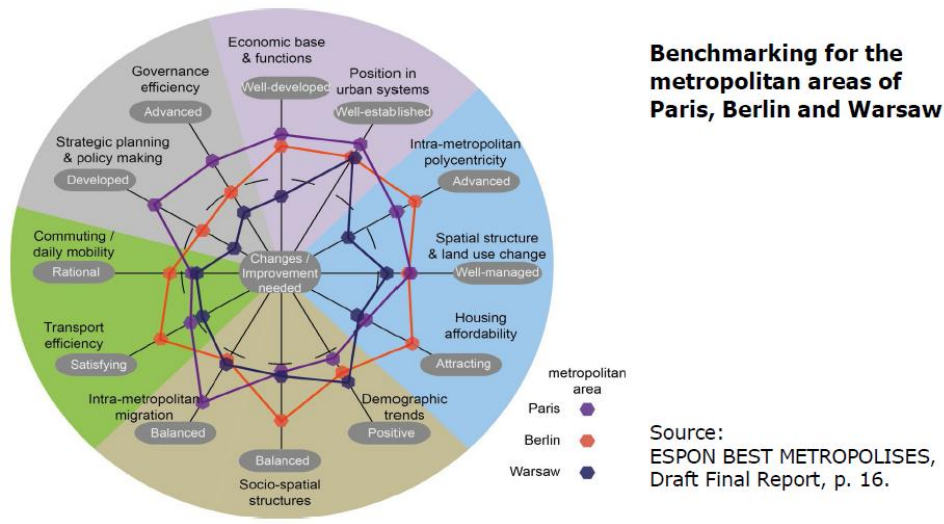 Economic base
& functions
Well-developed
Position in
urban systems
Well-established
Intra-metropolitan
polycentricity
Advanced
Spatial structure
& land use change
Well-managed
Housing
affordability
Attracting
Demographic
trends
Positive
Balanced
Socio-spatial
structures
Intra-metropolitan
migration
Balanced
Transport
efficiency
Satisfying
Commuting /
daily mobility
Rational
Strategic planning
& policy making
Developed
Governance
efficiency
Advanced
Changes /
Improvement
needed
metropolitan
area
Paris
Berlin
Warsaw
Benchmarking for the
metropolitan areas of
Paris, Berlin and Warsaw
Source:
ESPON BEST METROPOLISES,
Draft Final Report, p. 16.